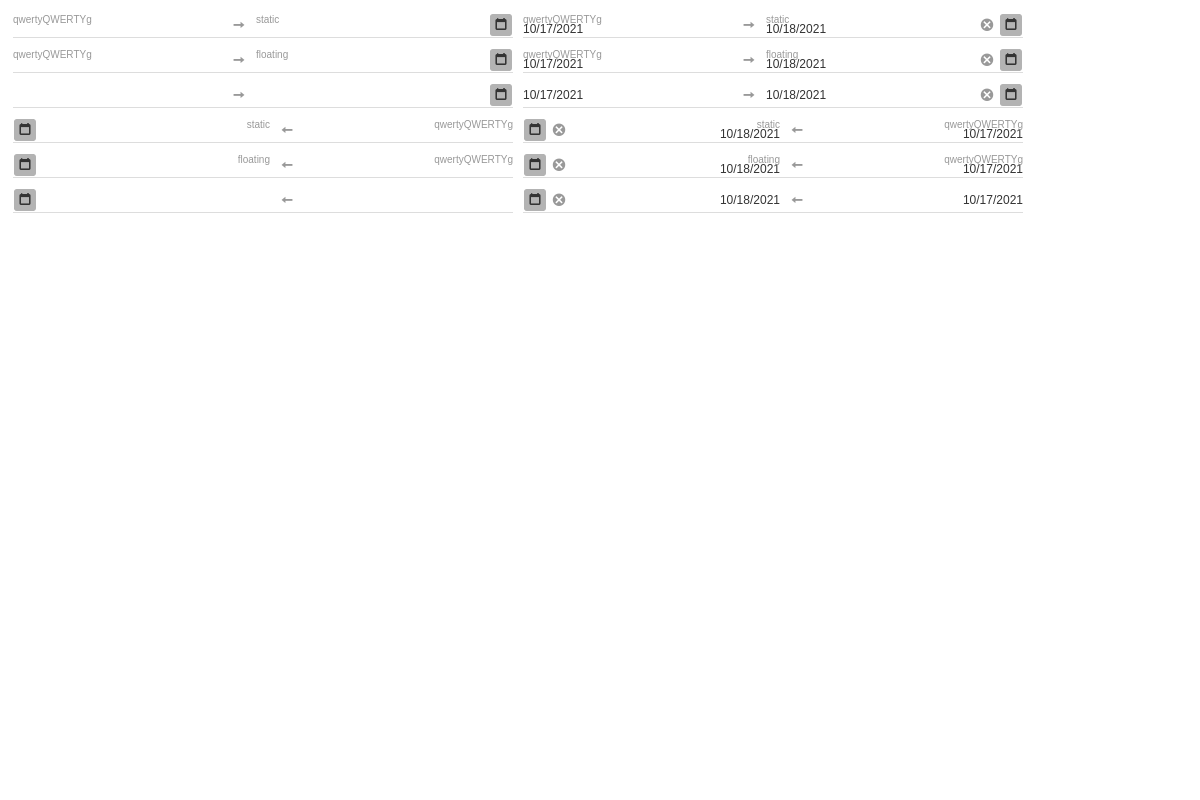 qwertyQWERTYg static qwertyQWERTYg static
10/17/2021 10/18/2021
qwertyQWERTYg floating qwertyQWERTYg floating
10/17/2021 10/18/2021
10/17/2021 10/18/2021
static qwertyQWERTYg static qwertyQWERTYg
10/18/2021 10/17/2021
floating qwertyQWERTYg floating qwertyQWERTYg
10/18/2021 10/17/2021
10/18/2021 10/17/2021